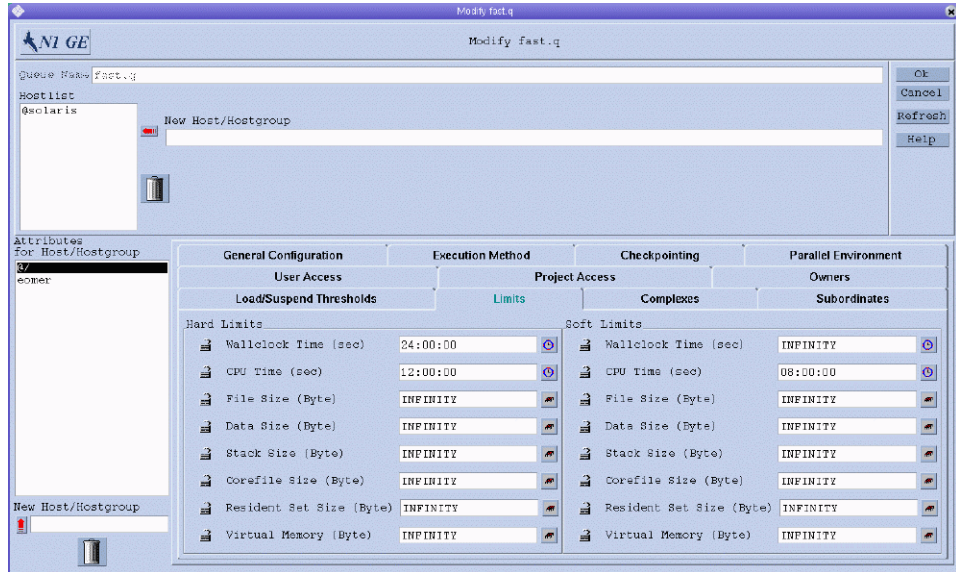 Modify fast.q
N1 GE
Modify fast.q
Queue Name fast.q
Ok
Cancel
Refresh
Help
Hostlist
@solaris
New Host/Hostgroup
Attributes
for Host/Hostgroup
@/
eomer
New Host/Hostgroup
General Configuration Execution Method Checkpointing Parallel Environment
User Access Project Access Owners
Load/Suspend Thresholds Limits Complexes Subordinates
Hard Limits
Wallclock Time (sec) 24:00:00
CPU Time (sec) 12:00:00
File Size (Byte) INFINITY
Data Size (Byte) INFINITY
Stack Size (Byte) INFINITY
Corefile Size (Byte) INFINITY
Resident Set Size (Byte) INFINITY
Virtual Memory (Byte) INFINITY
Soft Limits
Wallclock Time (sec) INFINITY
CPU Time (sec) 08:00:00
File Size (Byte) INFINITY
Data Size (Byte) INFINITY
Stack Size (Byte) INFINITY
Corefile Size (Byte) INFINITY
Resident Set Size (Byte) INFINITY
Virtual Memory (Byte) INFINITY